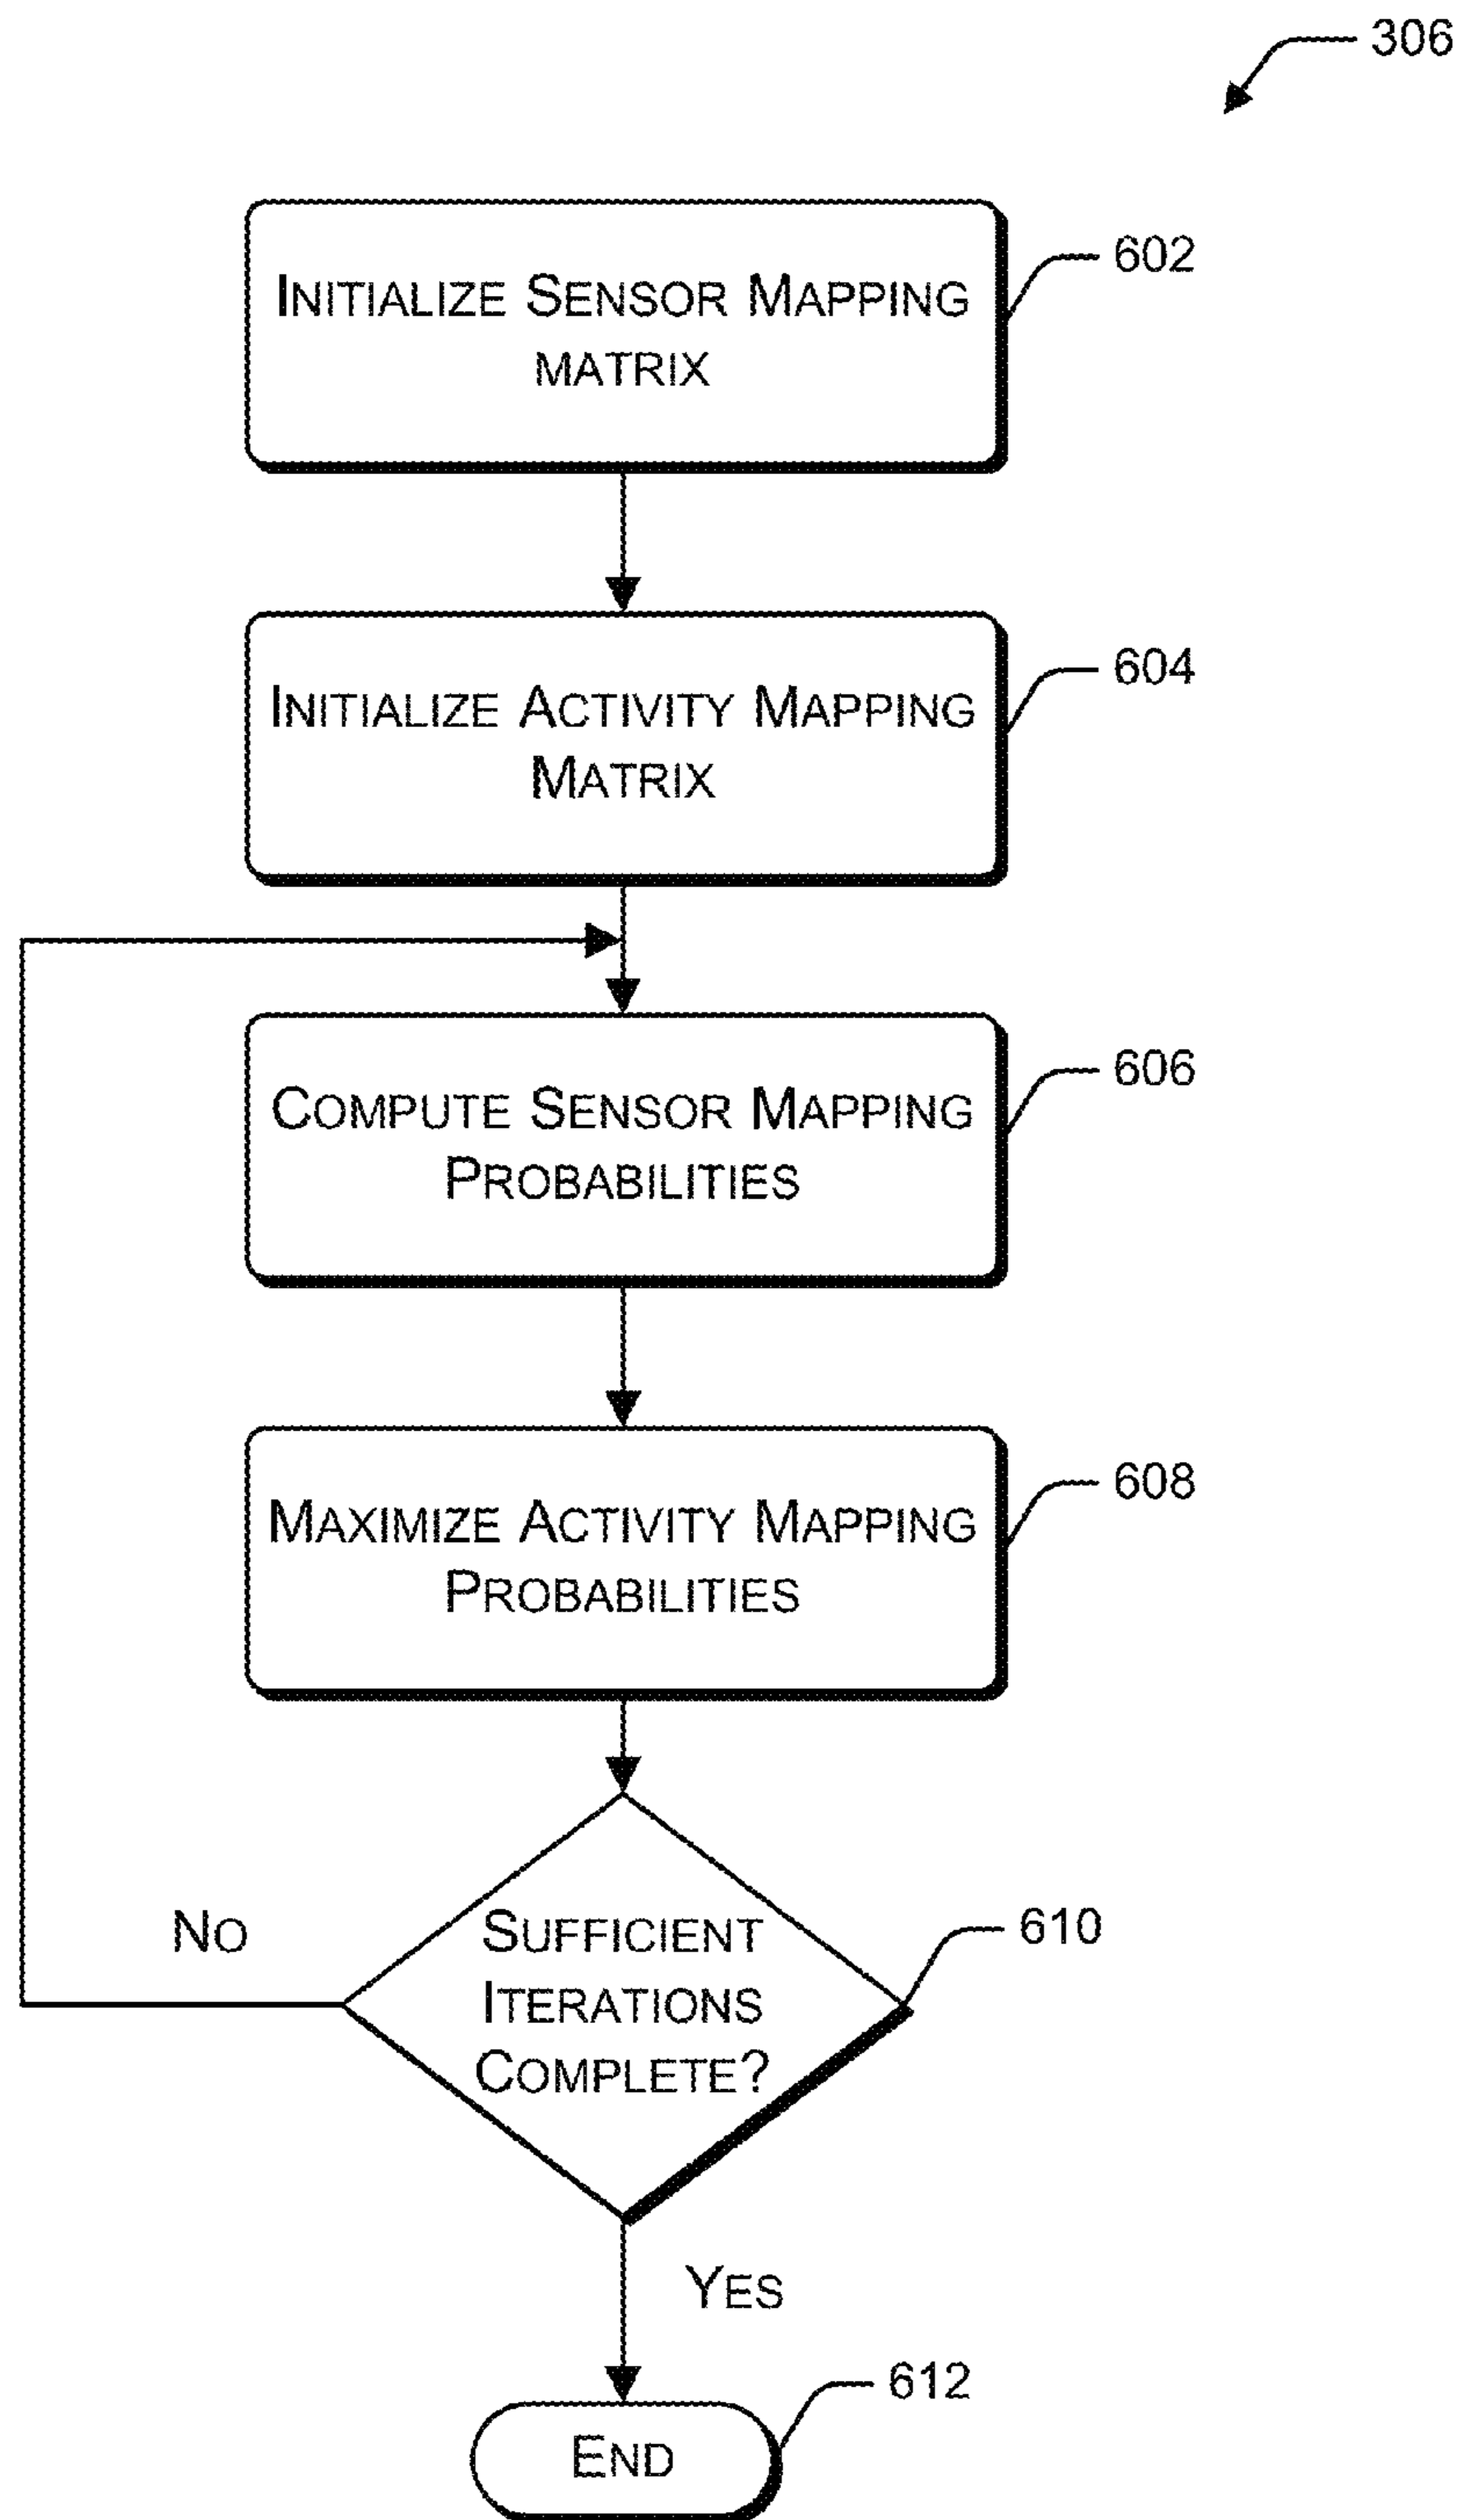 306
INITIALIZE SENSOR MAPPING
MATRIX
602
INITIALIZE ACTIVITY MAPPING
MATRIX
604
COMPUTE SENSOR MAPPING
PROBABILITIES
606
MAXIMIZE ACTIVITY MAPPING
PROBABILITIES
608
NO
SUFFICIENT
ITERATIONS
COMPLETE?
610
YES
612
END